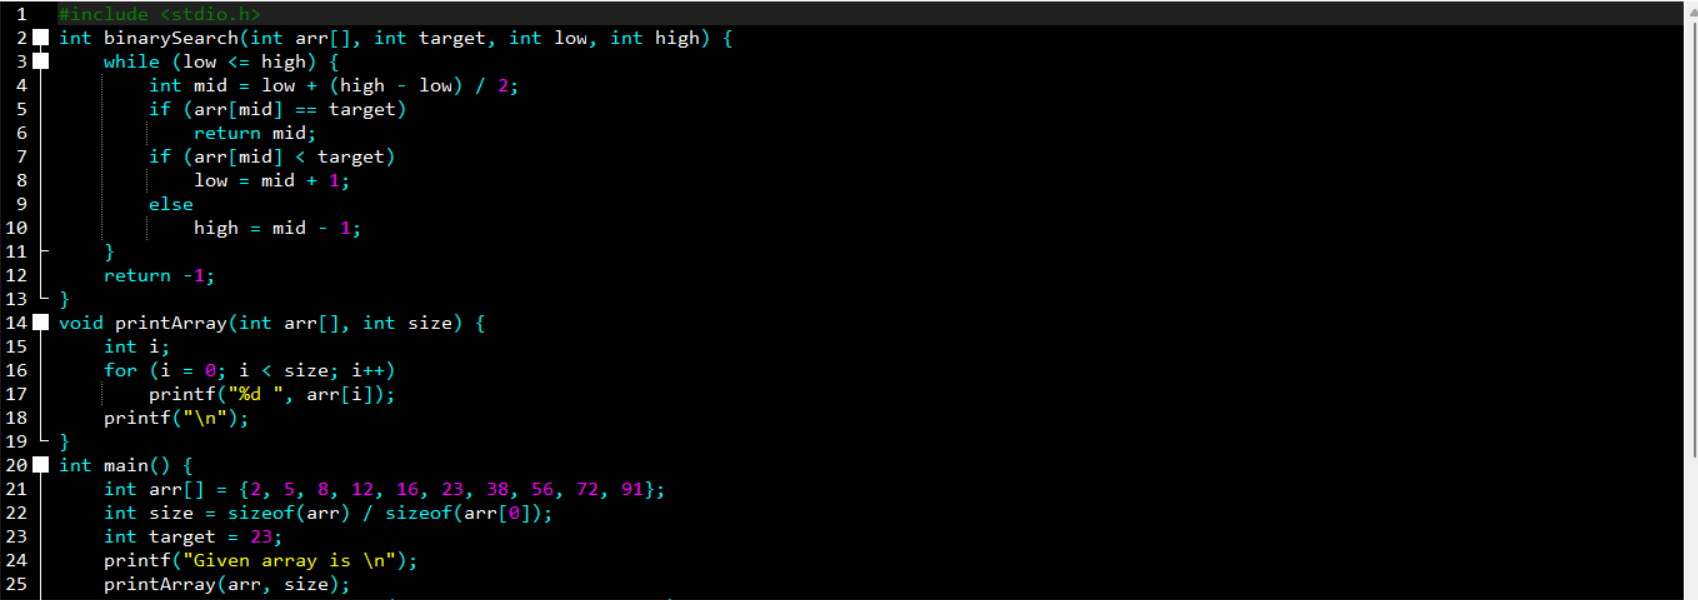 1 #include <stdio.h>
2 int binarySearch(int arr[], int target, int low, int high) {
3     while (low <= high) {
4         int mid = low + (high - low) / 2;
5         if (arr[mid] == target)
6             return mid;
7         if (arr[mid] < target)
8             low = mid + 1;
9         else
10             high = mid - 1;
11     }
12     return -1;
13 }
14 void printArray(int arr[], int size) {
15     int i;
16     for (i = 0; i < size; i++)
17         printf("%d ", arr[i]);
18     printf("\n");
19 }
20 int main() {
21     int arr[] = {2, 5, 8, 12, 16, 23, 38, 56, 72, 91};
22     int size = sizeof(arr) / sizeof(arr[0]);
23     int target = 23;
24     printf("Given array is \n");
25     printArray(arr, size);